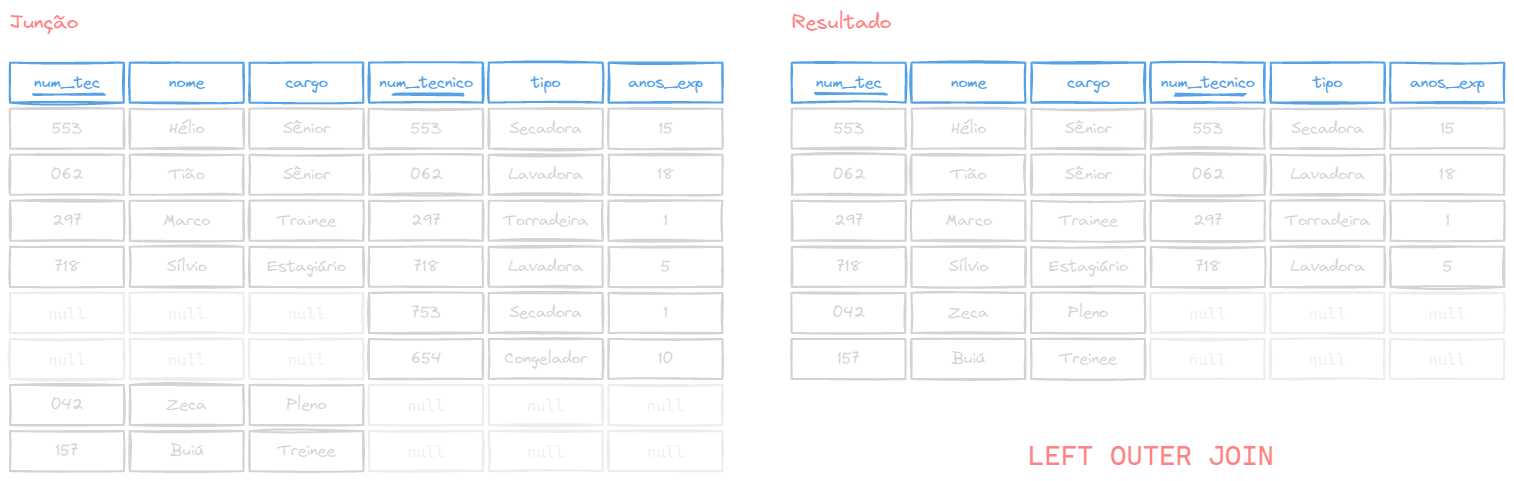 Junção
num_tec nome cargo num_tecnico tipo anos_exp
553 Hélio Sênior 553 Secadora 15
062 Tião Sênior 062 Lavadora 18
297 Marco Trainee 297 Torradeira 1
718 Sílvio Estagiário 718 Lavadora 5
null null null 753 Secadora 1
null null null 654 Congelador 10
042 Zeca Pleno null null null
157 Buiú Treinee null null null
Resultado
num_tec nome cargo num_tecnico tipo anos_exp
553 Hélio Sênior 553 Secadora 15
062 Tião Sênior 062 Lavadora 18
297 Marco Trainee 297 Torradeira 1
718 Sílvio Estagiário 718 Lavadora 5
042 Zeca Pleno null null null
157 Buiú Treinee null null null
LEFT OUTER JOIN